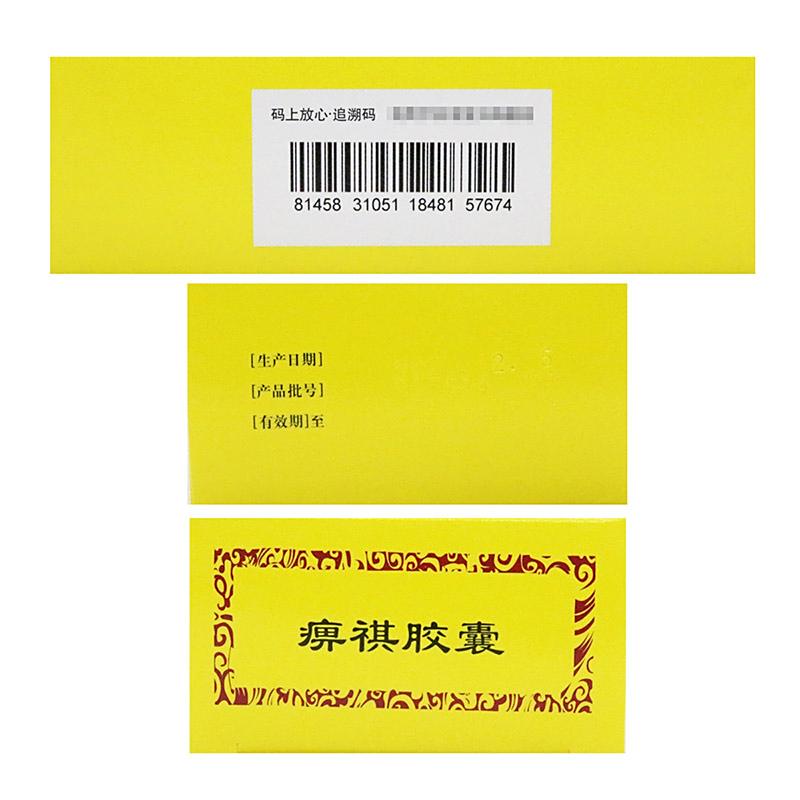 码上放心·追溯码
81458 31051 18481 57674
[生产日期]
[产品批号]
[有效期]至
痹祺胶囊